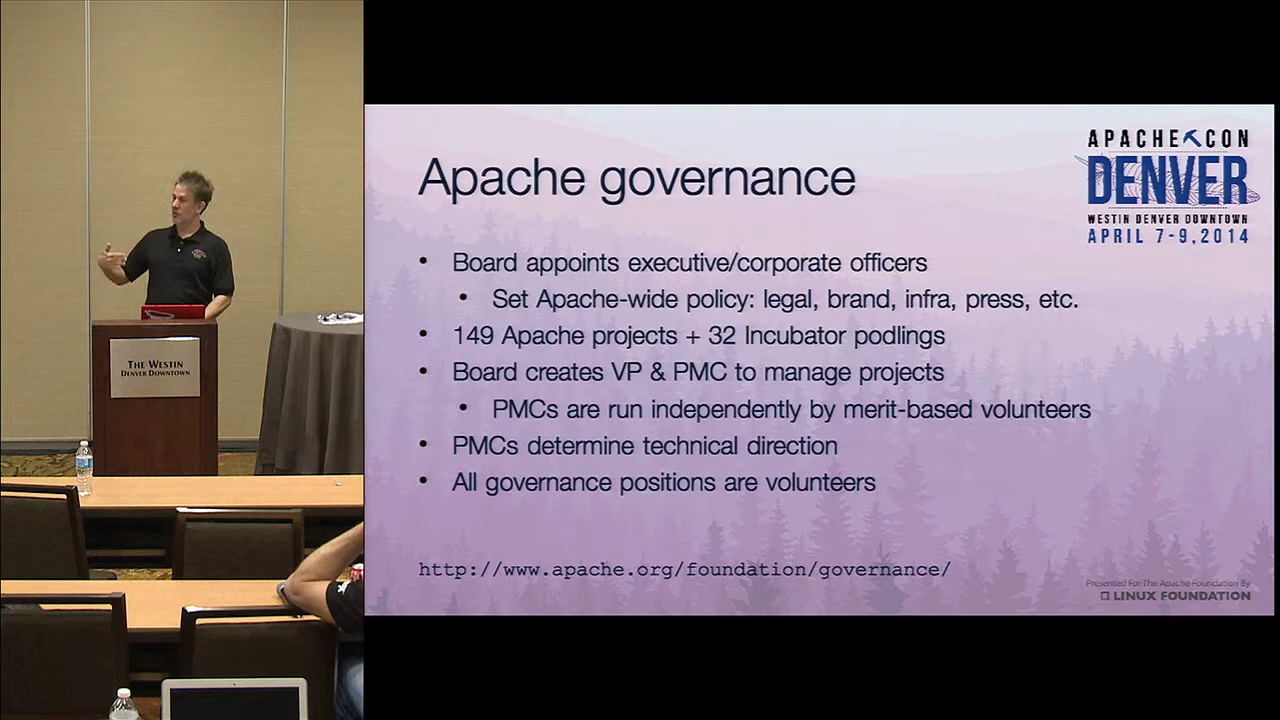 THE WESTIN
DENVER DOWNTOWN
Apache governance
APACHE CON
DENVER
WESTIN DENVER DOWNTOWN
APRIL 7-9, 2014
• Board appoints executive/corporate officers
• Set Apache-wide policy: legal, brand, infra, press, etc.
• 149 Apache projects + 32 Incubator podlings
• Board creates VP & PMC to manage projects
• PMCs are run independently by merit-based volunteers
• PMCs determine technical direction
• All governance positions are volunteers
http://www.apache.org/foundation/governance/
Presented For The Apache Foundation By
LINUX FOUNDATION